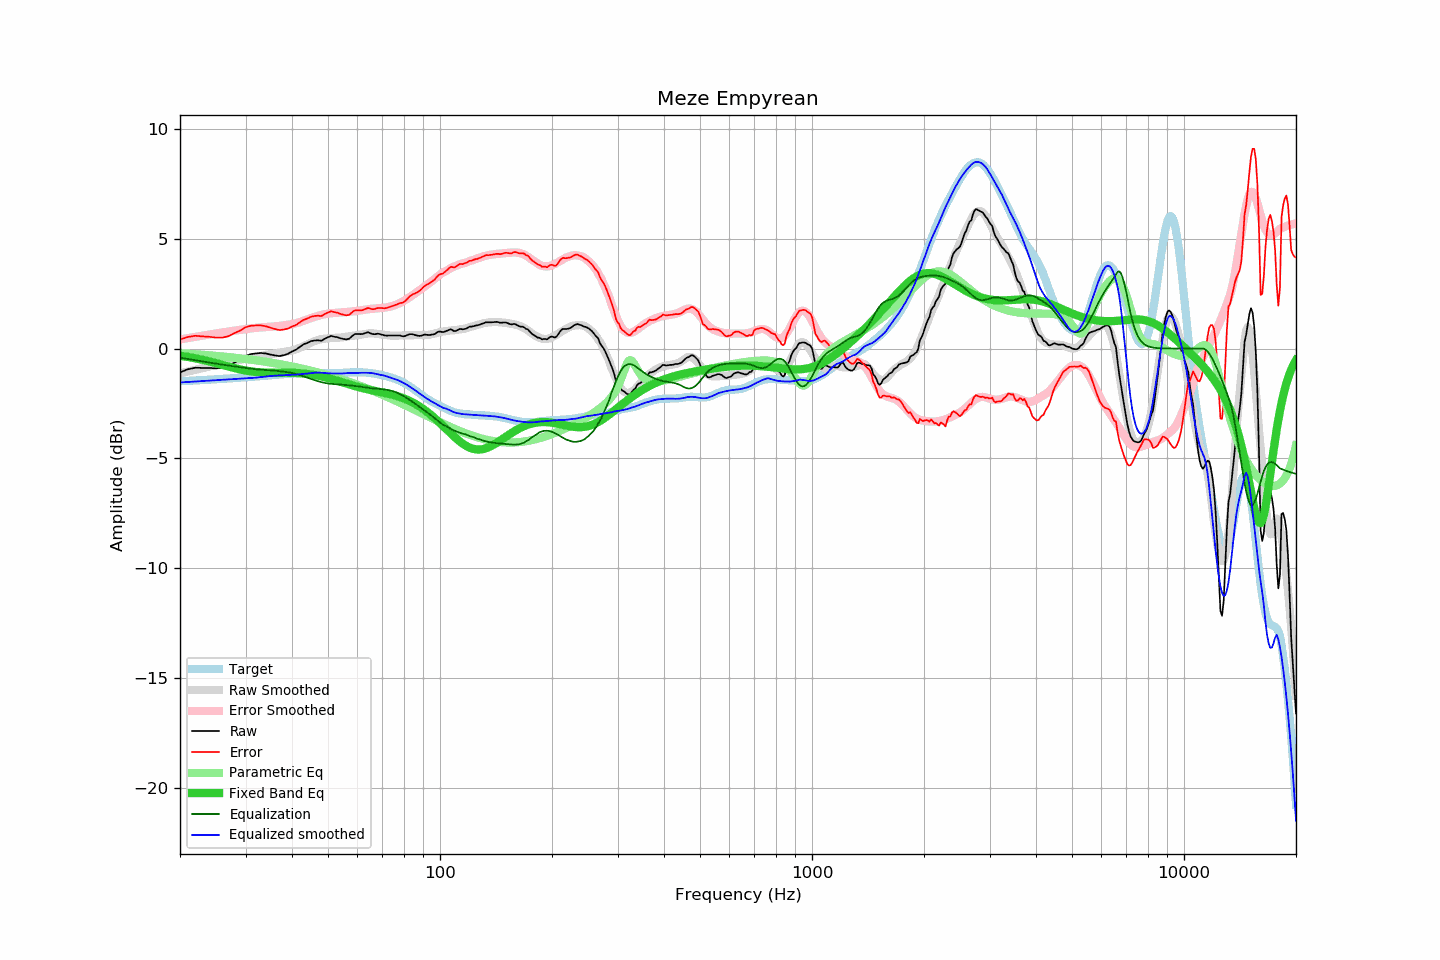 Meze Empyrean
Amplitude (dBr)
10
5
0
−5
−10
−15
−20
Target
Raw Smoothed
Error Smoothed
Raw
Error
Parametric Eq
Fixed Band Eq
Equalization
Equalized smoothed
100
1000
10000
Frequency (Hz)